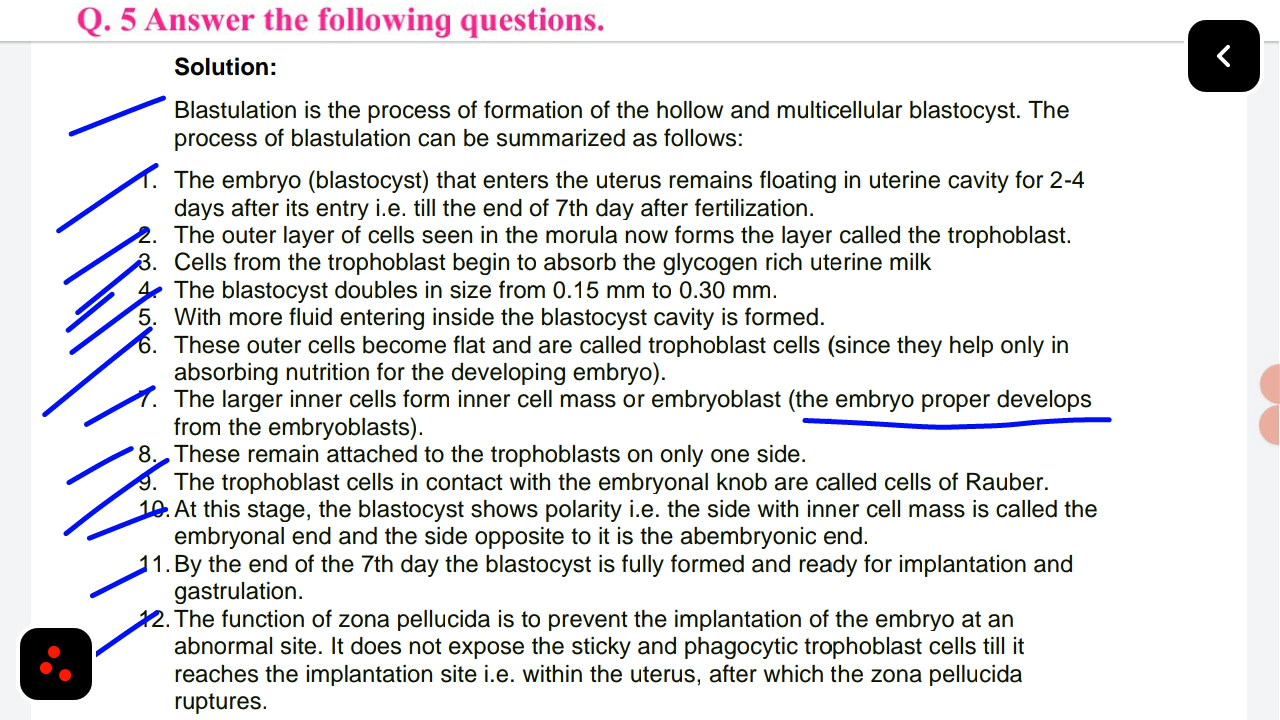 Q. 5 Answer the following questions.
Solution:
Blastulation is the process of formation of the hollow and multicellular blastocyst. The
process of blastulation can be summarized as follows:
1. The embryo (blastocyst) that enters the uterus remains floating in uterine cavity for 2-4
days after its entry i.e. till the end of 7th day after fertilization.
2. The outer layer of cells seen in the morula now forms the layer called the trophoblast.
3. Cells from the trophoblast begin to absorb the glycogen rich uterine milk
4. The blastocyst doubles in size from 0.15 mm to 0.30 mm.
5. With more fluid entering inside the blastocyst cavity is formed.
6. These outer cells become flat and are called trophoblast cells (since they help only in
absorbing nutrition for the developing embryo).
7. The larger inner cells form inner cell mass or embryoblast (the embryo proper develops
from the embryoblasts).
8. These remain attached to the trophoblasts on only one side.
9. The trophoblast cells in contact with the embryonal knob are called cells of Rauber.
10. At this stage, the blastocyst shows polarity i.e. the side with inner cell mass is called the
embryonal end and the side opposite to it is the abembryonic end.
11. By the end of the 7th day the blastocyst is fully formed and ready for implantation and
gastrulation.
12. The function of zona pellucida is to prevent the implantation of the embryo at an
abnormal site. It does not expose the sticky and phagocytic trophoblast cells till it
reaches the implantation site i.e. within the uterus, after which the zona pellucida
ruptures.